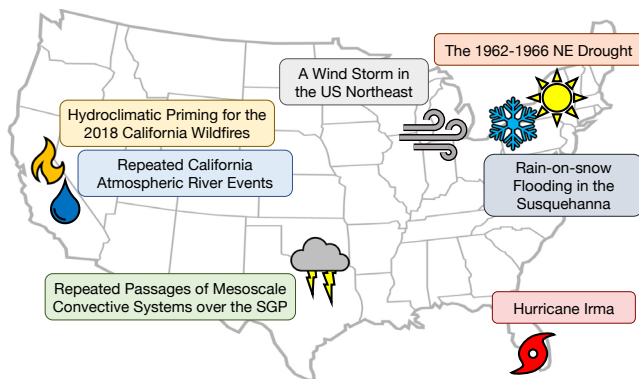 The 1962-1966 NE Drought
A Wind Storm in
the US Northeast
Hydroclimatic Priming for the
2018 California Wildfires
Repeated California
Atmospheric River Events
Rain-on-snow
Flooding in the
Susquehanna
Repeated Passages of Mesoscale
Convective Systems over the SGP
Hurricane Irma